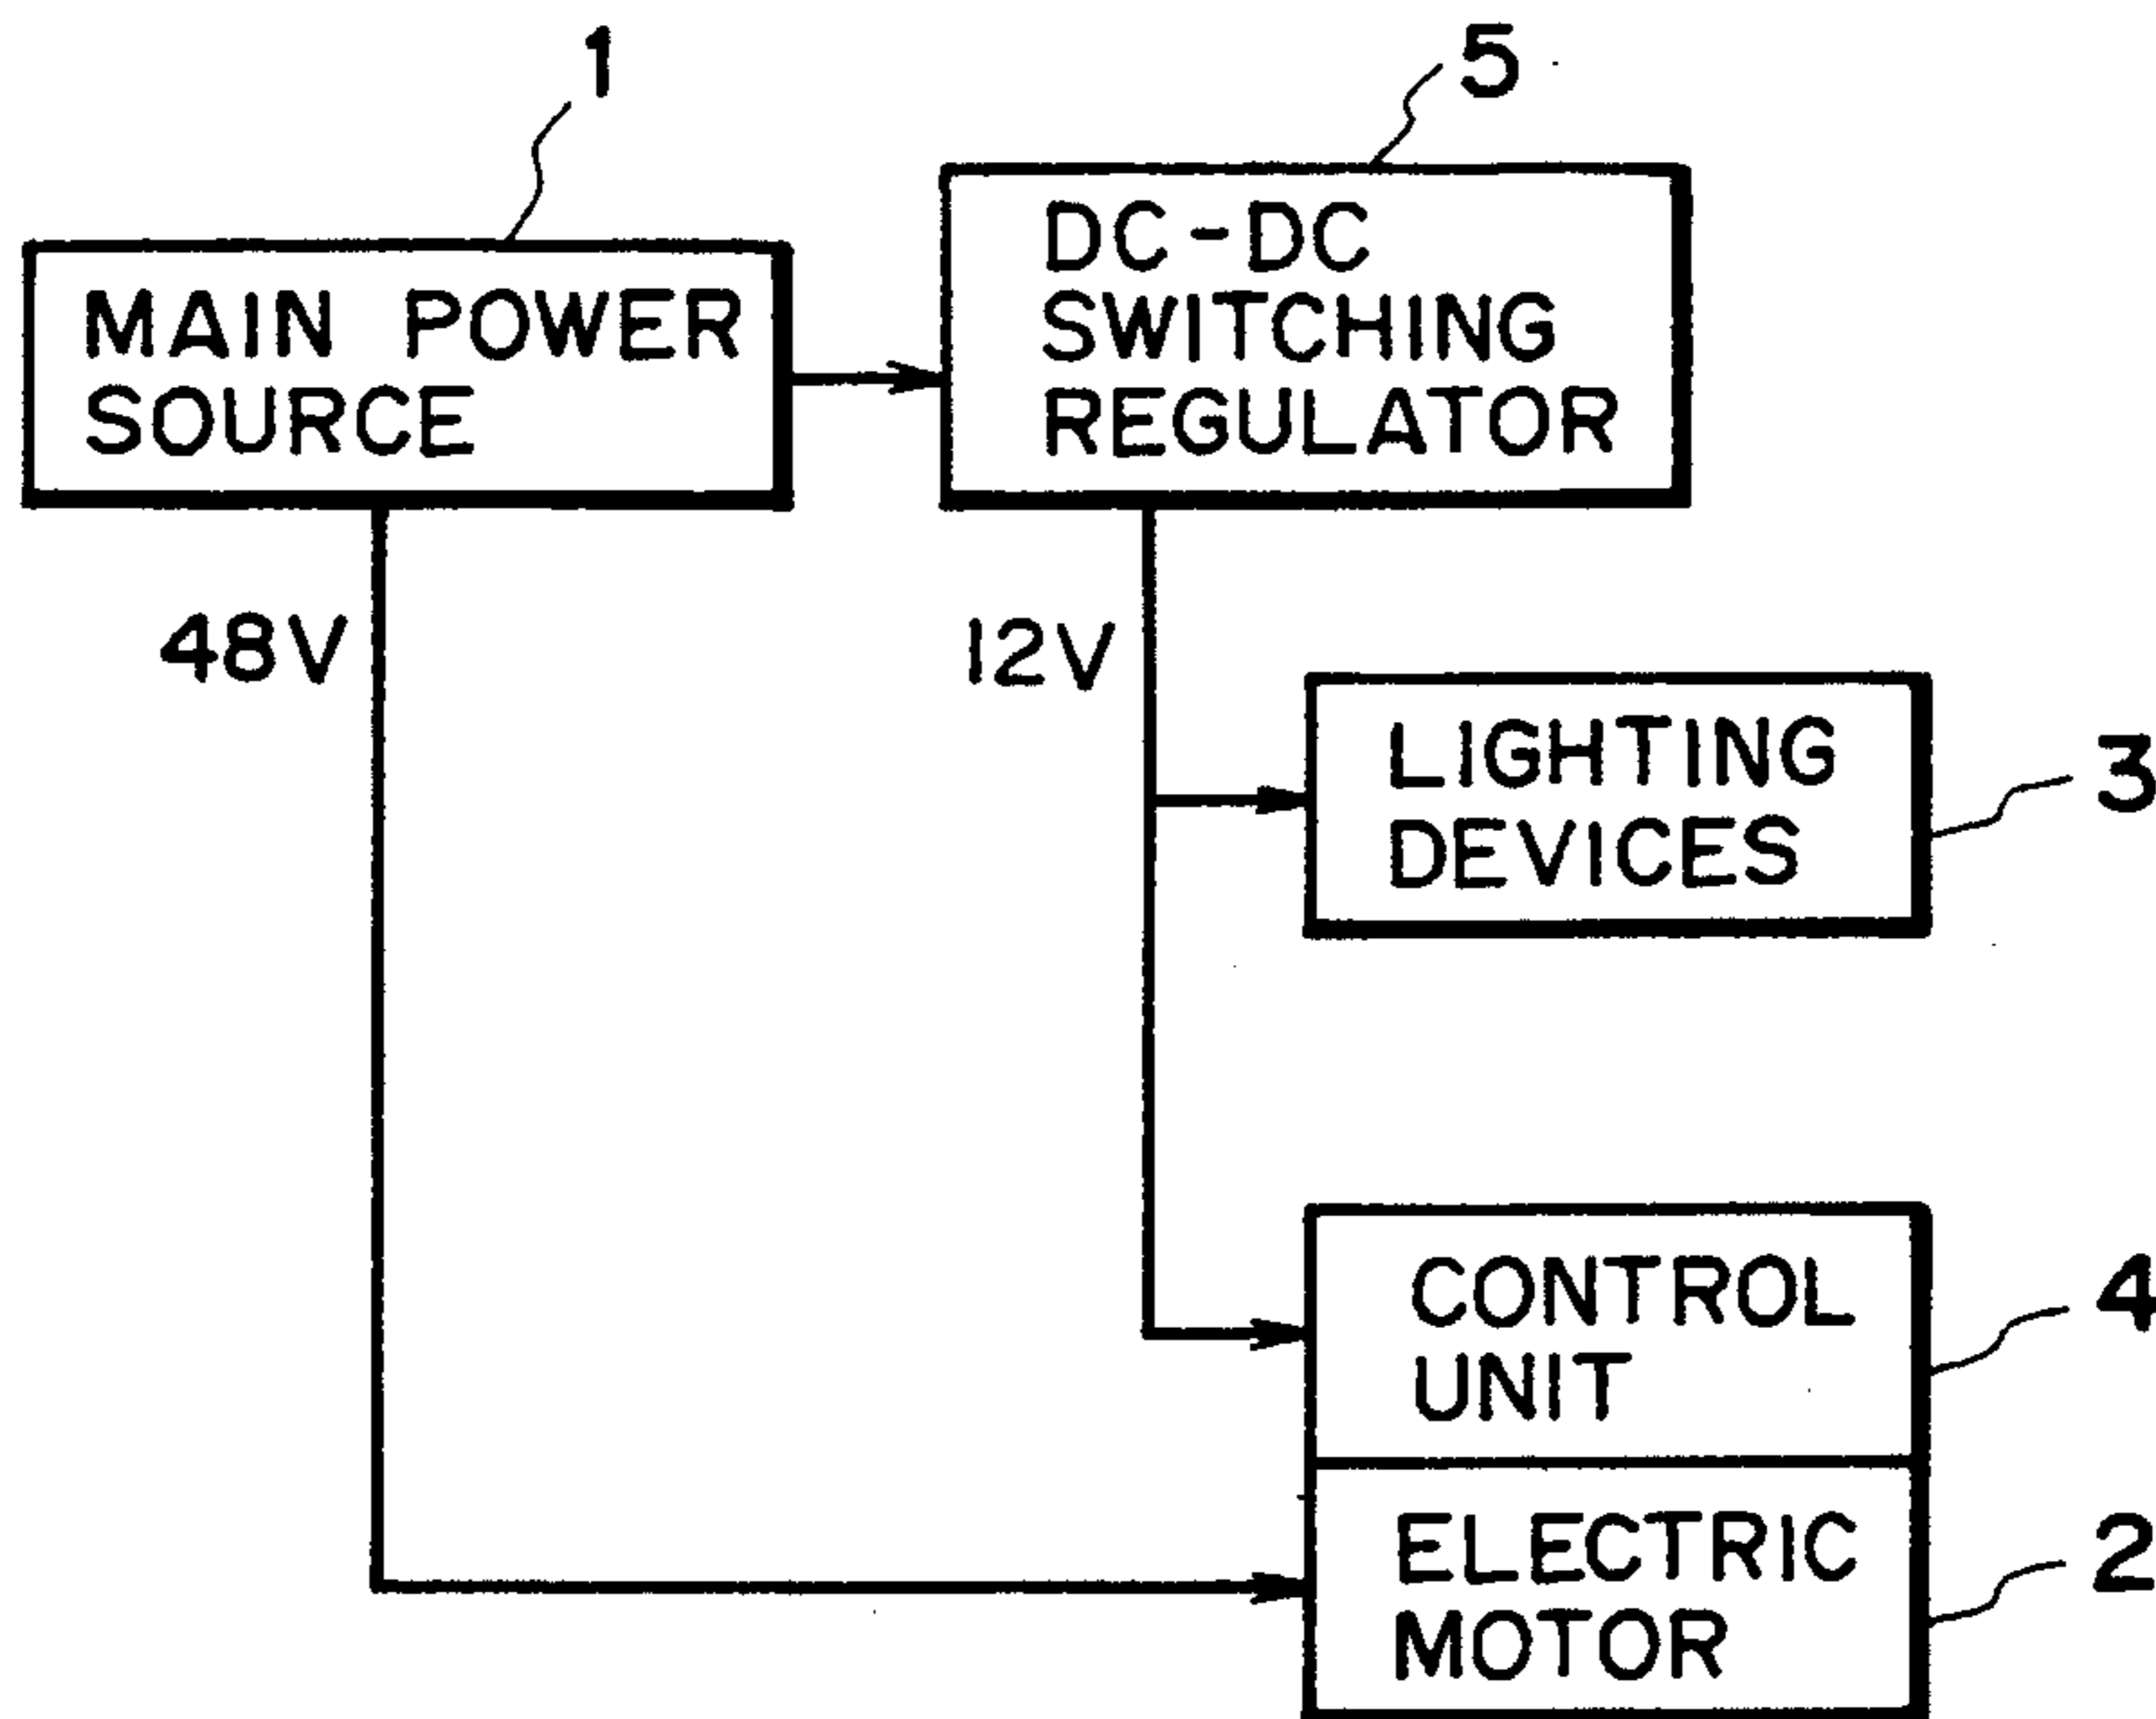 1
5
MAIN POWER
SOURCE
DC-DC
SWITCHING
REGULATOR
48V
12V
LIGHTING
DEVICES
3
CONTROL
UNIT
4
ELECTRIC
MOTOR
2